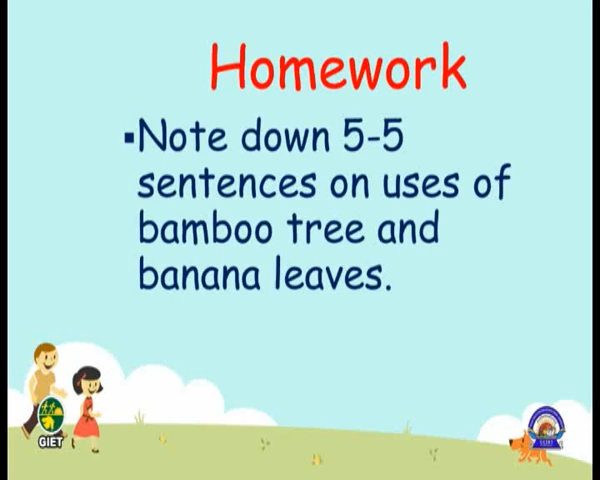 Homework
▪Note down 5-5
sentences on uses of
bamboo tree and
banana leaves.
GIET